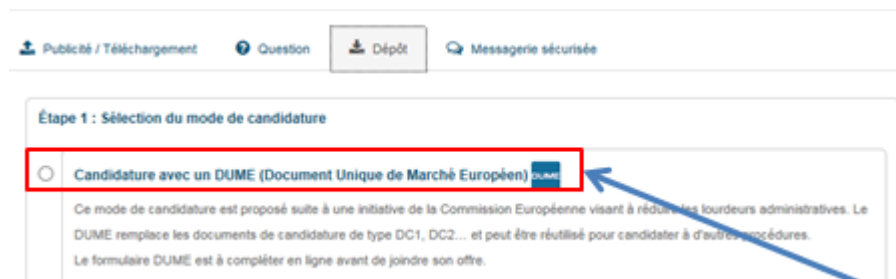 Publicité / Téléchargement Question Dépôt Messagerie sécurisée
Étape 1 : Sélection du mode de candidature
Candidature avec un DUME (Document Unique de Marché Européen) DUME
Ce mode de candidature est proposé suite à une initiative de la Commission Européenne visant à réduire les lourdeurs administratives. Le
DUME remplace les documents de candidature de type DC1, DC2... et peut être réutilisé pour candidater à d'autres procédures.
Le formulaire DUME est à compléter en ligne avant de joindre son offre.